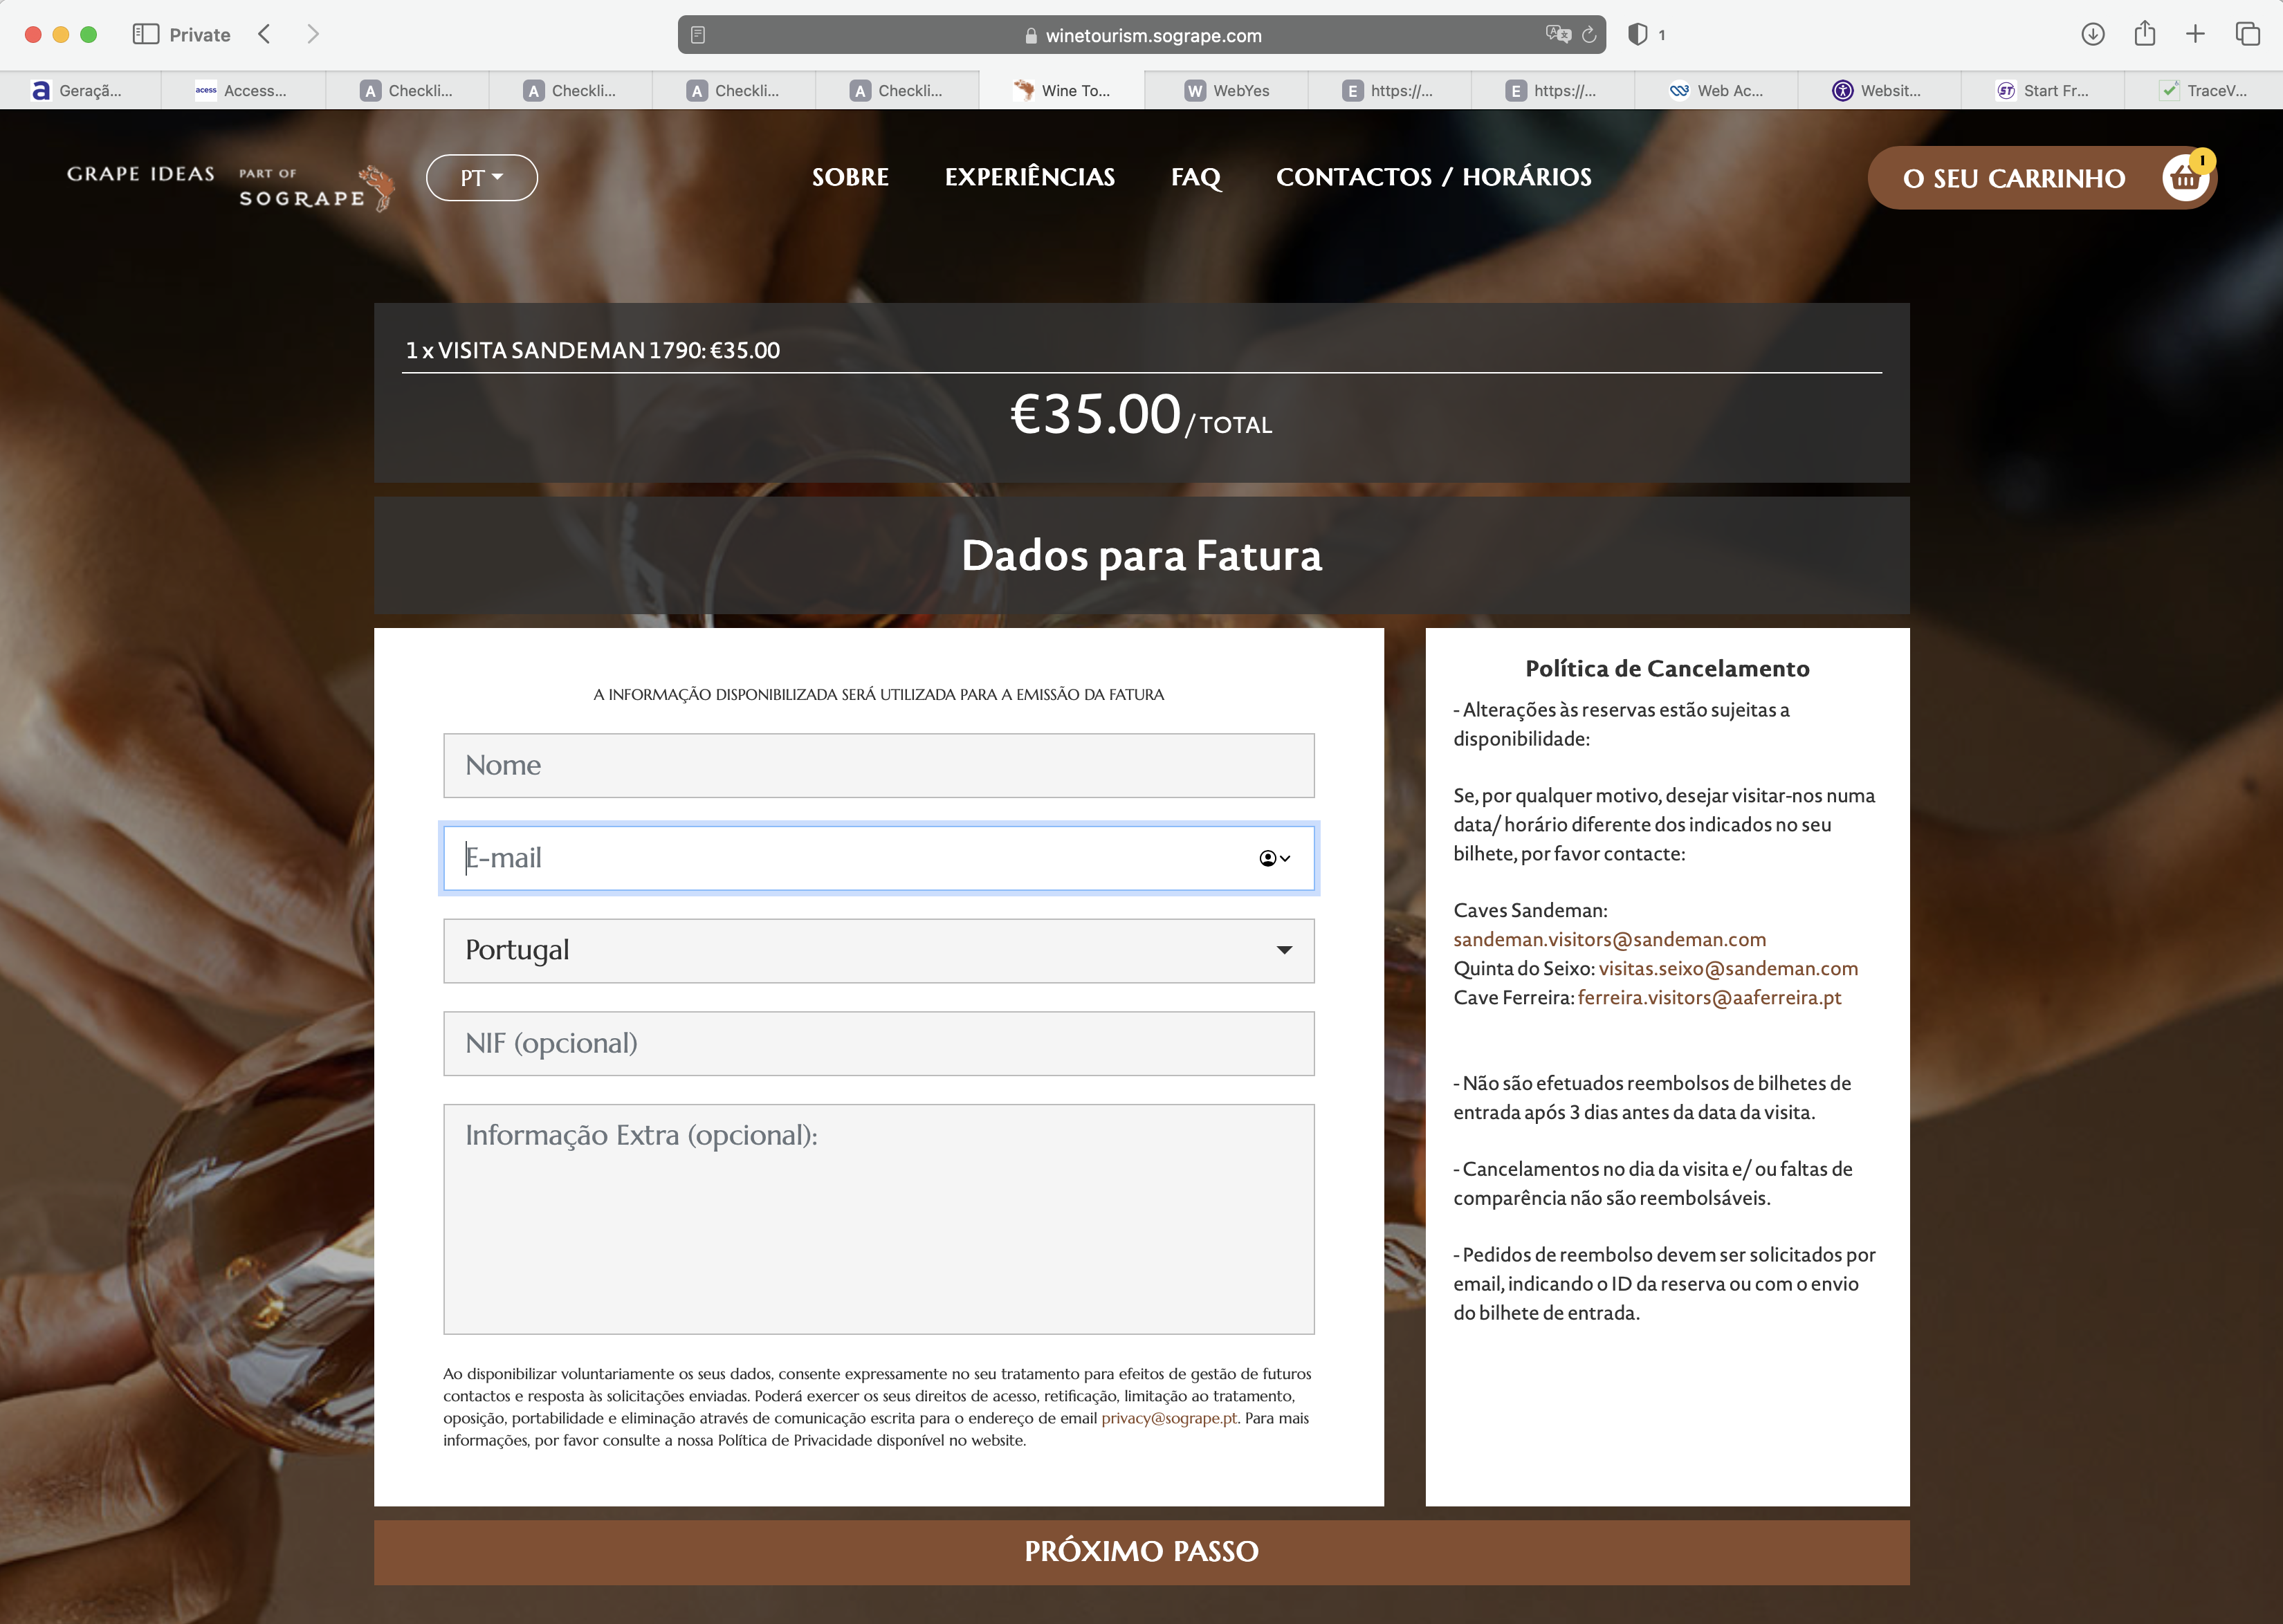 Private
winetourism.sogrape.com
1
a Geraçã...
acess Access...
A Checkli...
A Checkli...
A Checkli...
A Checkli...
Wine To...
W WebYes
E https://...
E https://...
Web Ac...
Websit...
ST Start Fr...
TraceV...
GRAPE IDEAS
PART OF
SOGRAPE
PT
SOBRE
EXPERIÊNCIAS
FAQ
CONTACTOS / HORÁRIOS
O SEU CARRINHO
1
1 x VISITA SANDEMAN 1790: €35.00
€35.00/TOTAL
Dados para Fatura
A INFORMAÇÃO DISPONIBILIZADA SERÁ UTILIZADA PARA A EMISSÃO DA FATURA
Nome
E-mail
Portugal
NIF (opcional)
Informação Extra (opcional):
Ao disponibilizar voluntariamente os seus dados, consente expressamente no seu tratamento para efeitos de gestão de futuros
contactos e resposta às solicitações enviadas. Poderá exercer os seus direitos de acesso, retificação, limitação ao tratamento,
oposição, portabilidade e eliminação através de comunicação escrita para o endereço de email privacy@sogrape.pt. Para mais
informações, por favor consulte a nossa Política de Privacidade disponível no website.
Política de Cancelamento
- Alterações às reservas estão sujeitas a
disponibilidade:
Se, por qualquer motivo, desejar visitar-nos numa
data/ horário diferente dos indicados no seu
bilhete, por favor contacte:
Caves Sandeman:
sandeman.visitors@sandeman.com
Quinta do Seixo: visitas.seixo@sandeman.com
Cave Ferreira: ferreira.visitors@aaferreira.pt
- Não são efetuados reembolsos de bilhetes de
entrada após 3 dias antes da data da visita.
- Cancelamentos no dia da visita e/ ou faltas de
comparência não são reembolsáveis.
- Pedidos de reembolso devem ser solicitados por
email, indicando o ID da reserva ou com o envio
do bilhete de entrada.
PRÓXIMO PASSO